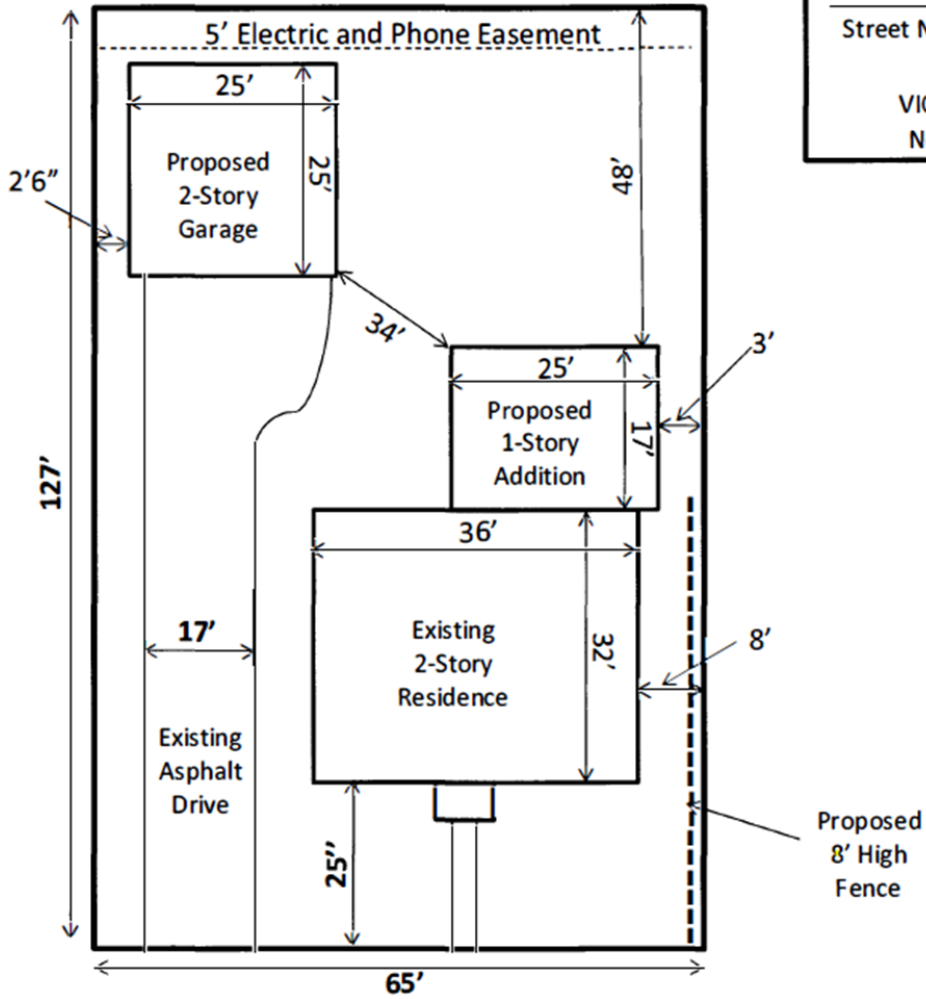 5' Electric and Phone Easement
Street N
25'
VIC
N
Proposed
2-Story
Garage
25'
48'
2'6"
34'
3'
25'
Proposed
1-Story
Addition
17'
127'
36'
17'
Existing
2-Story
Residence
32'
8'
Existing
Asphalt
Drive
25''
Proposed
8' High
Fence
65'